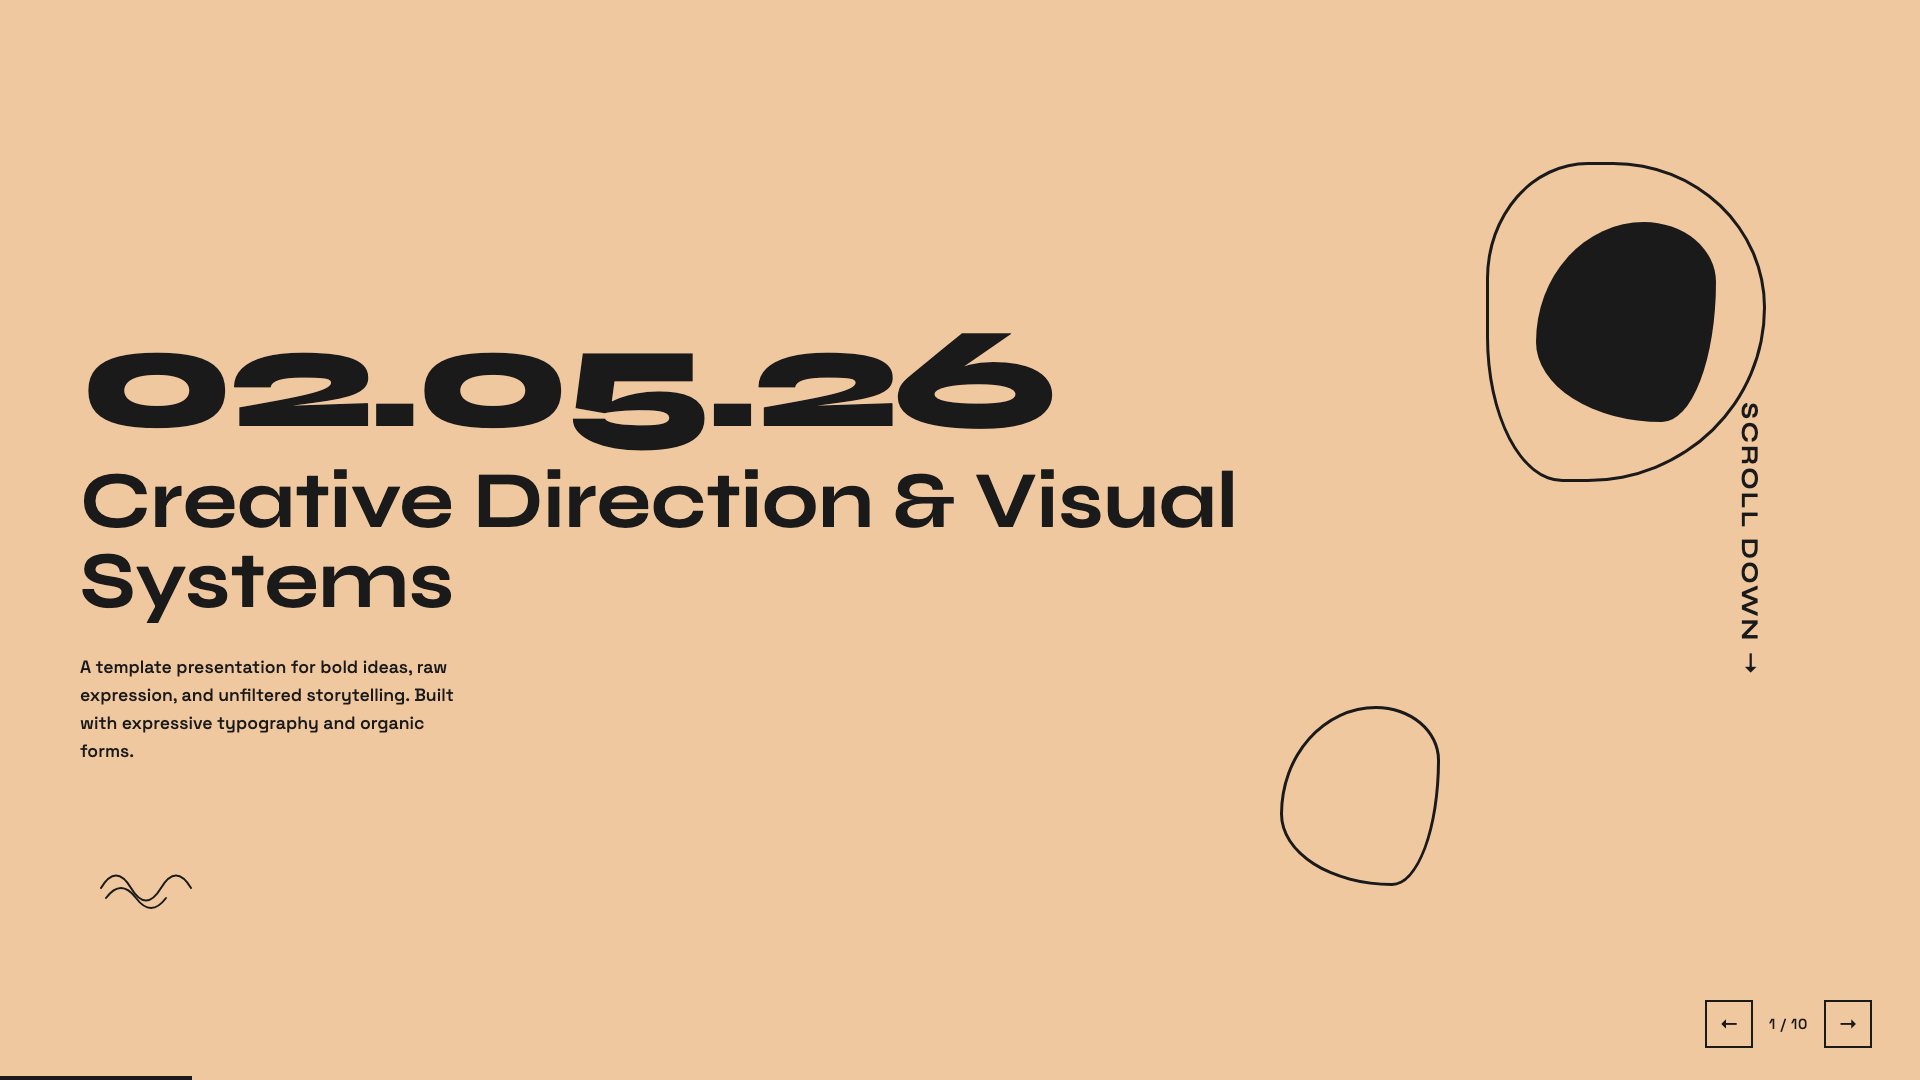 02.05.26
Creative Direction & Visual
Systems
A template presentation for bold ideas, raw
expression, and unfiltered storytelling. Built
with expressive typography and organic
forms.
SCROLL DOWN →
← 1 / 10 →